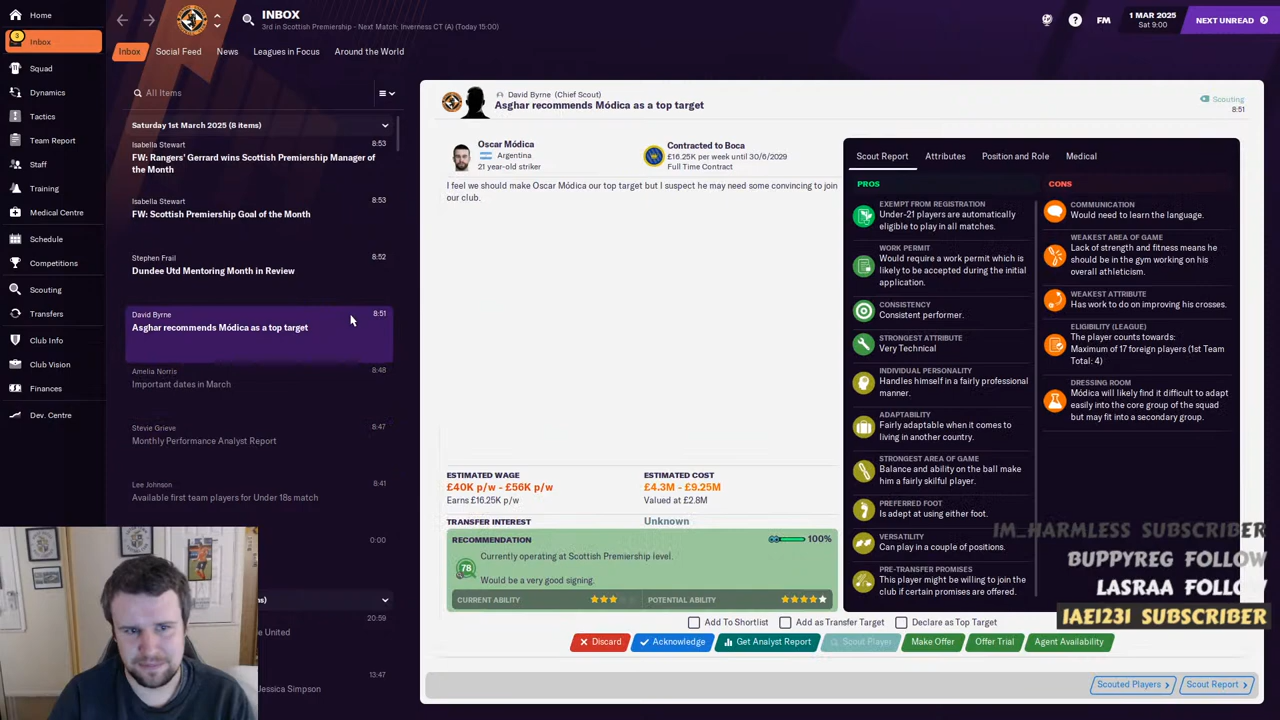 Home
INBOX
3rd in Scottish Premiership - Next Match: Inverness CT (A) (Today 15:00)
FM
1 MAR 2025
Sat 9:00
NEXT UNREAD
3
Inbox
Squad
Dynamics
Tactics
Team Report
Staff
Training
Medical Centre
Schedule
Competitions
Scouting
Transfers
Club Info
Club Vision
Finances
Dev. Centre
Inbox
Social Feed
News
Leagues in Focus
Around the World
All Items
Saturday 1st March 2025 (8 items)
Isabella Stewart
8:53
FW: Rangers' Gerrard wins Scottish Premiership Manager of the Month
Isabella Stewart
8:53
FW: Scottish Premiership Goal of the Month
Stephen Frail
8:52
Dundee Utd Mentoring Month in Review
David Byrne
8:51
Asghar recommends Módica as a top target
Amelia Norris
8:48
Important dates in March
Stevie Grieve
8:47
Monthly Performance Analyst Report
Lee Johnson
8:41
Available first team players for Under 18s match
0:00
20:59
13:47
David Byrne (Chief Scout)
Asghar recommends Módica as a top target
Scouting
8:51
Oscar Módica
Argentina
21 year-old striker
Contracted to Boca
£16.25K per week until 30/6/2029
Full Time Contract
I feel we should make Oscar Módica our top target but I suspect he may need some convincing to join
our club.
ESTIMATED WAGE
£40K p/w - £56K p/w
Earns £16.25K p/w
ESTIMATED COST
£4.3M - £9.25M
Valued at £2.8M
TRANSFER INTEREST
Unknown
RECOMMENDATION
100%
78
Currently operating at Scottish Premiership level.
Would be a very good signing.
CURRENT ABILITY
POTENTIAL ABILITY
Scout Report
Attributes
Position and Role
Medical
PROS
EXEMPT FROM REGISTRATION
Under-21 players are automatically
eligible to play in all matches.
WORK PERMIT
Would require a work permit which is
likely to be accepted during the initial
application.
CONSISTENCY
Consistent performer.
STRONGEST ATTRIBUTE
Very Technical
INDIVIDUAL PERSONALITY
Handles himself in a fairly professional
manner.
ADAPTABILITY
Fairly adaptable when it comes to
living in another country.
STRONGEST AREA OF GAME
Balance and ability on the ball make
him a fairly skilful player.
PREFERRED FOOT
Is adept at using either foot.
VERSATILITY
Can play in a couple of positions.
PRE-TRANSFER PROMISES
This player might be willing to join the
club if certain promises are offered.
CONS
COMMUNICATION
Would need to learn the language.
WEAKEST AREA OF GAME
Lack of strength and fitness means he
should be in the gym working on his
overall athleticism.
WEAKEST ATTRIBUTE
Has work to do on improving his crosses.
ELIGIBILITY (LEAGUE)
The player counts towards:
Maximum of 17 foreign players (1st Team
Total: 4)
DRESSING ROOM
Módica will likely find it difficult to adapt
easily into the core group of the squad
but may fit into a secondary group.
IM_HARMLESS SUBSCRIBER
BUPPYREG FOLLOW
LASRAA FOLLOW
IAE1231 SUBSCRIBER
Add To Shortlist
Add as Transfer Target
Declare as Top Target
Discard
Acknowledge
Get Analyst Report
Scout Player
Make Offer
Offer Trial
Agent Availability
Scouted Players
Scout Report